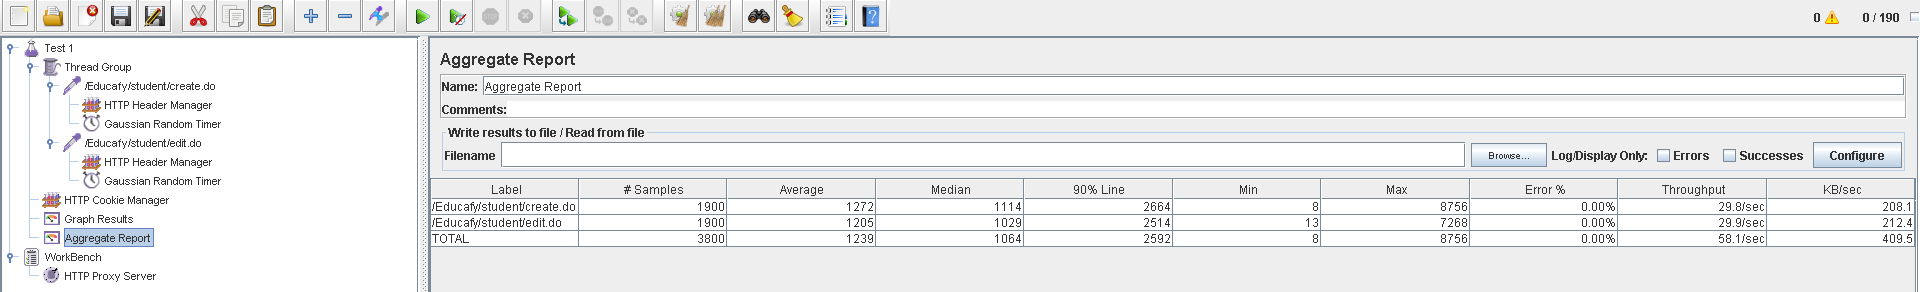 0 0 / 190
Test 1
Thread Group
/Educafy/student/create.do
HTTP Header Manager
Gaussian Random Timer
/Educafy/student/edit.do
HTTP Header Manager
Gaussian Random Timer
HTTP Cookie Manager
Graph Results
Aggregate Report
WorkBench
HTTP Proxy Server
Aggregate Report
Name: Aggregate Report
Comments:
Write results to file / Read from file
Filename Browse... Log/Display Only: Errors Successes Configure
Label # Samples Average Median 90% Line Min Max Error % Throughput KB/sec
/Educafy/student/create.do 1900 1272 1114 2664 8 8756 0.00% 29.8/sec 208.1
/Educafy/student/edit.do 1900 1205 1029 2514 13 7268 0.00% 29.9/sec 212.4
TOTAL 3800 1239 1064 2592 8 8756 0.00% 58.1/sec 409.5